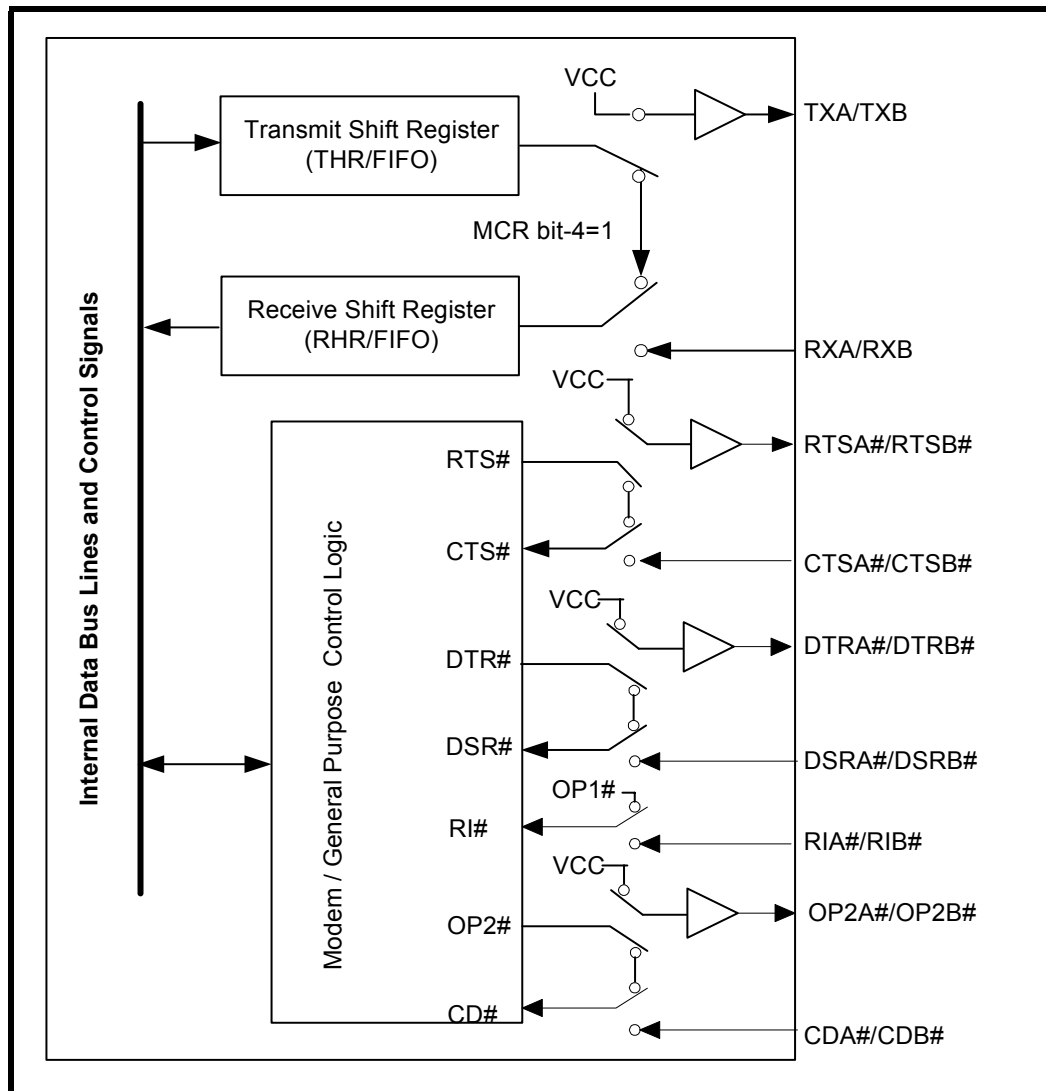 VCC
TXA/TXB
Transmit Shift Register
(THR/FIFO)
MCR bit-4=1
Receive Shift Register
(RHR/FIFO)
RXA/RXB
VCC
RTSA#/RTSB#
RTS#
CTS#
CTSA#/CTSB#
VCC
DTRA#/DTRB#
DTR#
DSR#
DSRA#/DSRB#
OP1#
RI#
RIA#/RIB#
VCC
OP2A#/OP2B#
OP2#
CD#
CDA#/CDB#
Internal Data Bus Lines and Control Signals
Modem / General Purpose Control Logic